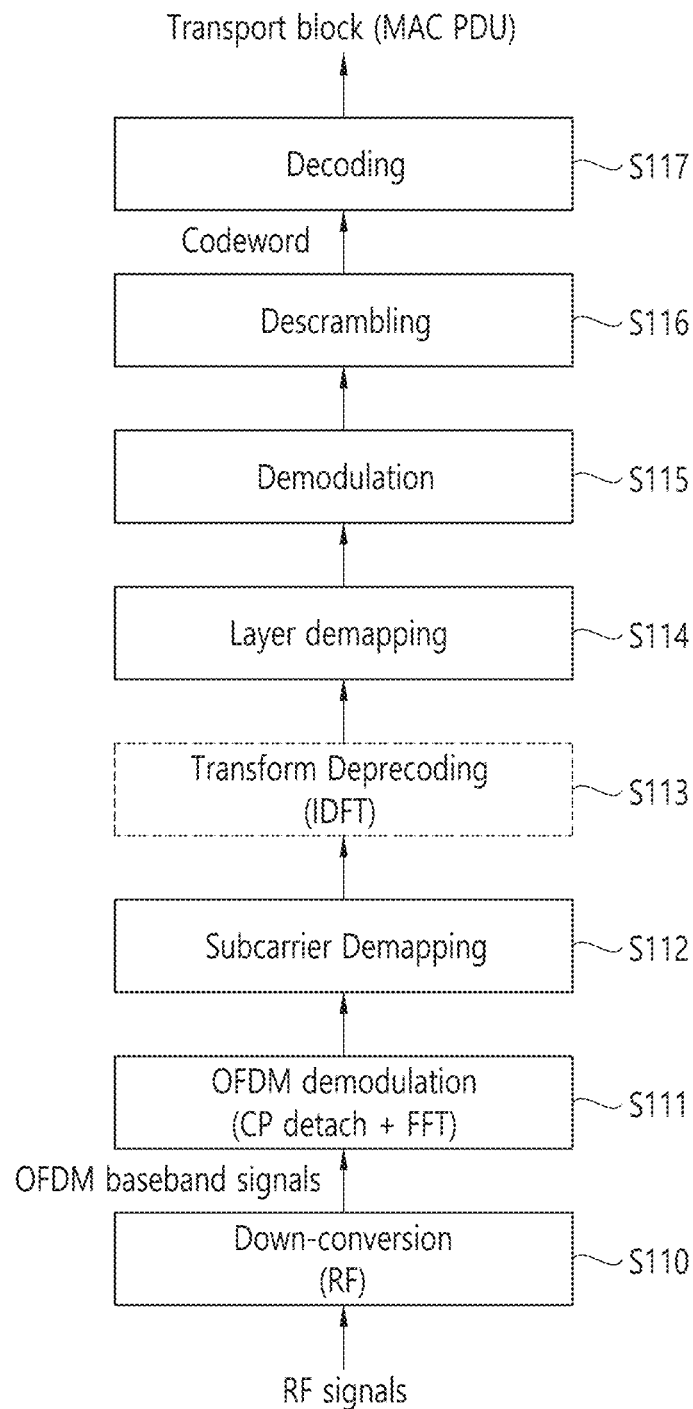 Transport block (MAC PDU)
Decoding
S117
Codeword
Descrambling
S116
Demodulation
S115
Layer demapping
S114
Transform Deprecoding
(IDFT)
S113
Subcarrier Demapping
S112
OFDM demodulation
(CP detach + FFT)
S111
OFDM baseband signals
Down-conversion
(RF)
S110
RF signals